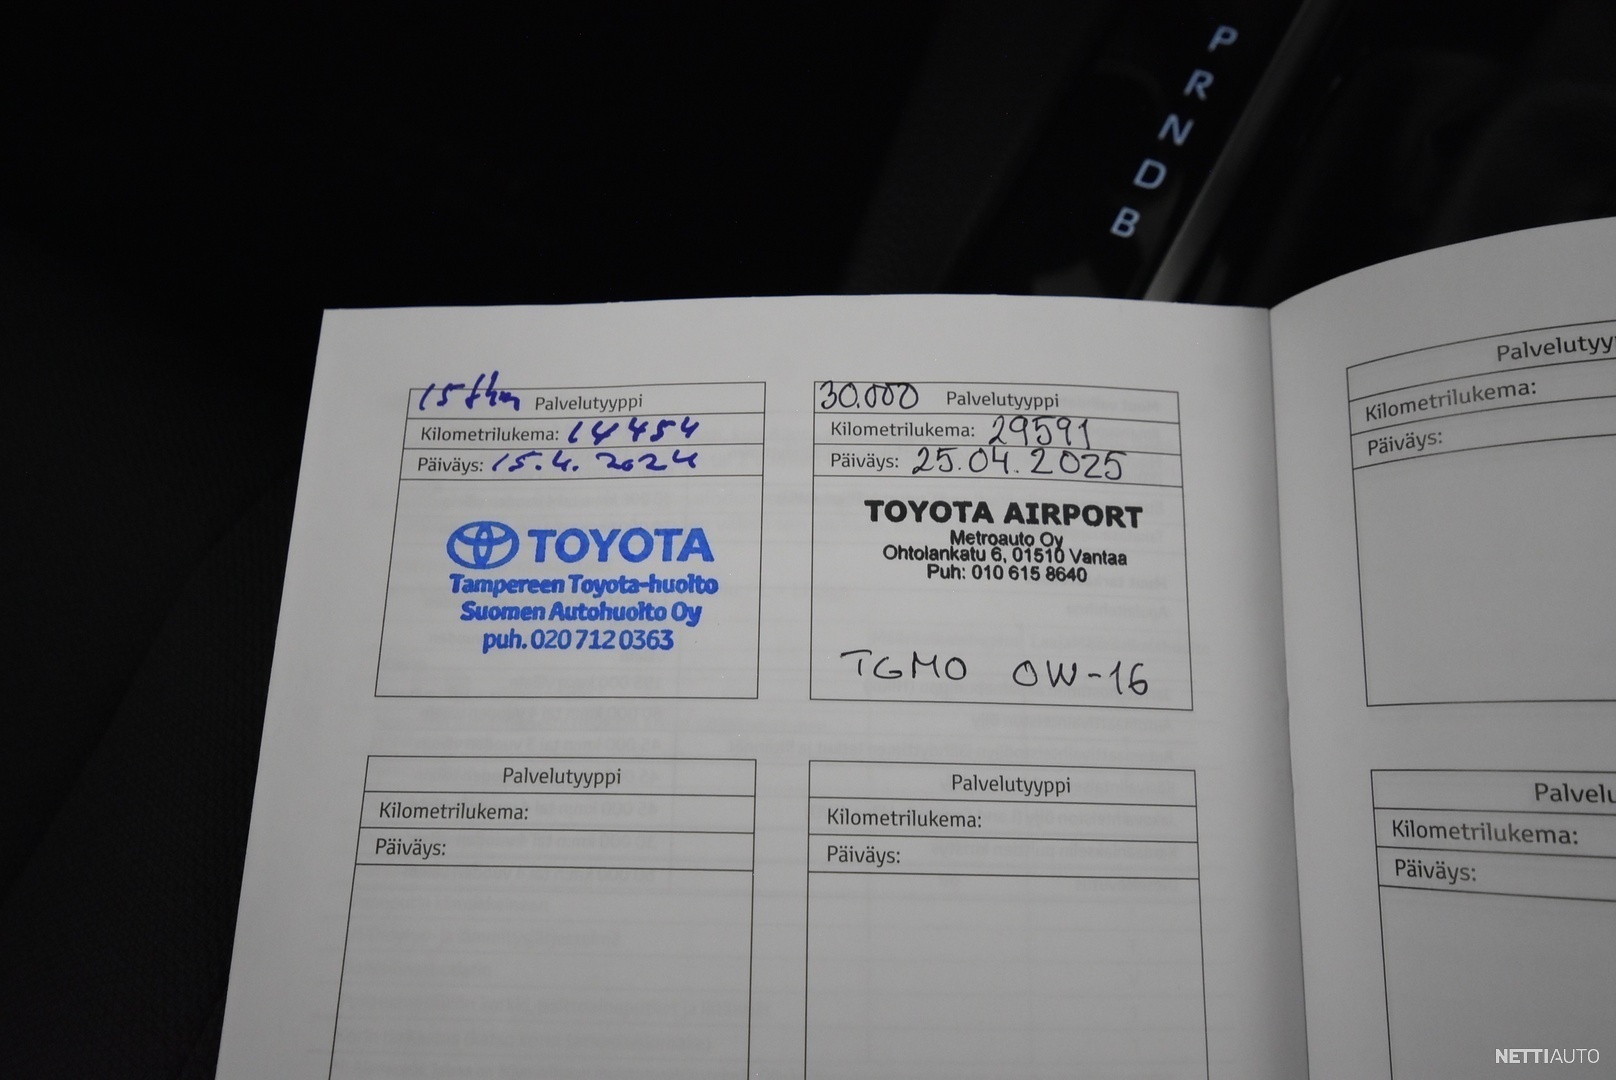 P
R
N
D
B
15 tkm Palvelutyyppi
Kilometrilukema: 14454
Päiväys: 15.4.2024
TOYOTA
Tampereen Toyota-huolto
Suomen Autohuolto Oy
puh. 020 712 0363
30.000 Palvelutyyppi
Kilometrilukema: 29591
Päiväys: 25.04.2025
TOYOTA AIRPORT
Metroauto Oy
Ohtolankatu 6, 01510 Vantaa
Puh: 010 615 8640
TGMO 0W-16
Palvelutyyppi
Kilometrilukema:
Päiväys:
Palvelutyyppi
Kilometrilukema:
Päiväys:
Palvelutyy
Kilometrilukema:
Päiväys:
Palvelu
Kilometrilukema:
Päiväys:
NETTIAUTO